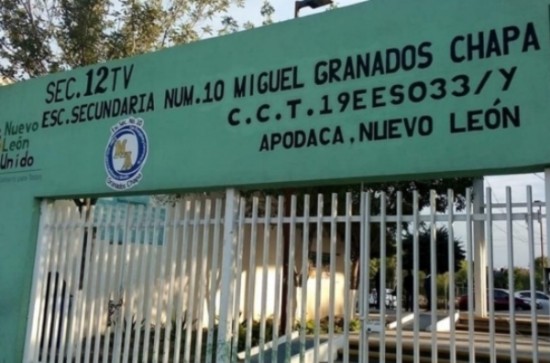 SEC.12TV
ESC.SECUNDARIA NUM.10 MIGUEL GRANADOS CHAPA
C.C.T.19EES033/Y
APODACA, NUEVO LEÓN
Nuevo
León
Unido